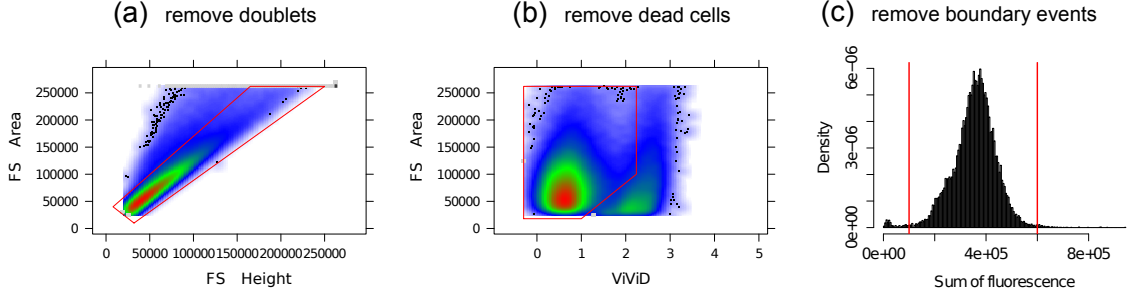 (a) remove doublets
(b) remove dead cells
(c) remove boundary events
FS Area
250000
200000
150000
100000
50000
0
0 50000 100000 150000 200000 250000
FS Height
FS Area
250000
200000
150000
100000
50000
0
0 1 2 3 4 5
ViViD
Density
6e-06
3e-06
0e+00
0e+00 4e+05 8e+05
Sum of fluorescence